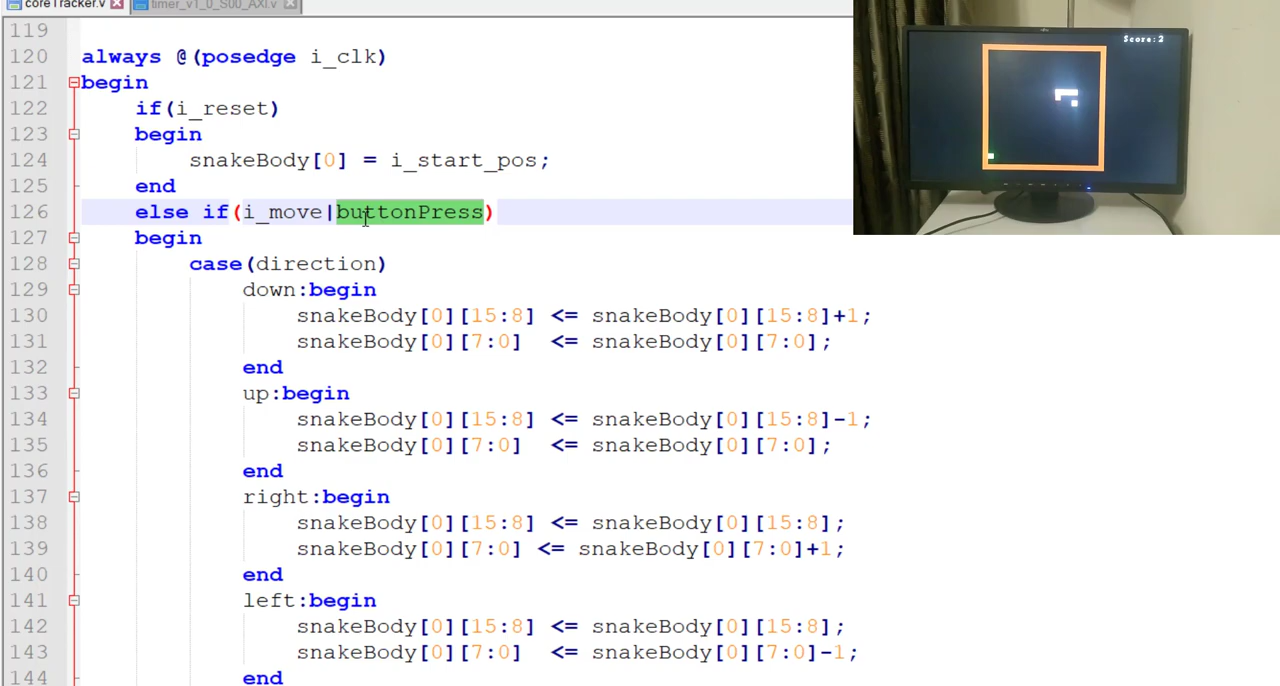 coreTracker.v timer_v1_0_S00_AXI.v
Score:2
119
120 always @(posedge i_clk)
121 begin
122 if(i_reset)
123 begin
124 snakeBody[0] = i_start_pos;
125 end
126 else if(i_move|buttonPress)
127 begin
128 case(direction)
129 down:begin
130 snakeBody[0][15:8] <= snakeBody[0][15:8]+1;
131 snakeBody[0][7:0] <= snakeBody[0][7:0];
132 end
133 up:begin
134 snakeBody[0][15:8] <= snakeBody[0][15:8]-1;
135 snakeBody[0][7:0] <= snakeBody[0][7:0];
136 end
137 right:begin
138 snakeBody[0][15:8] <= snakeBody[0][15:8];
139 snakeBody[0][7:0] <= snakeBody[0][7:0]+1;
140 end
141 left:begin
142 snakeBody[0][15:8] <= snakeBody[0][15:8];
143 snakeBody[0][7:0] <= snakeBody[0][7:0]-1;
144 end